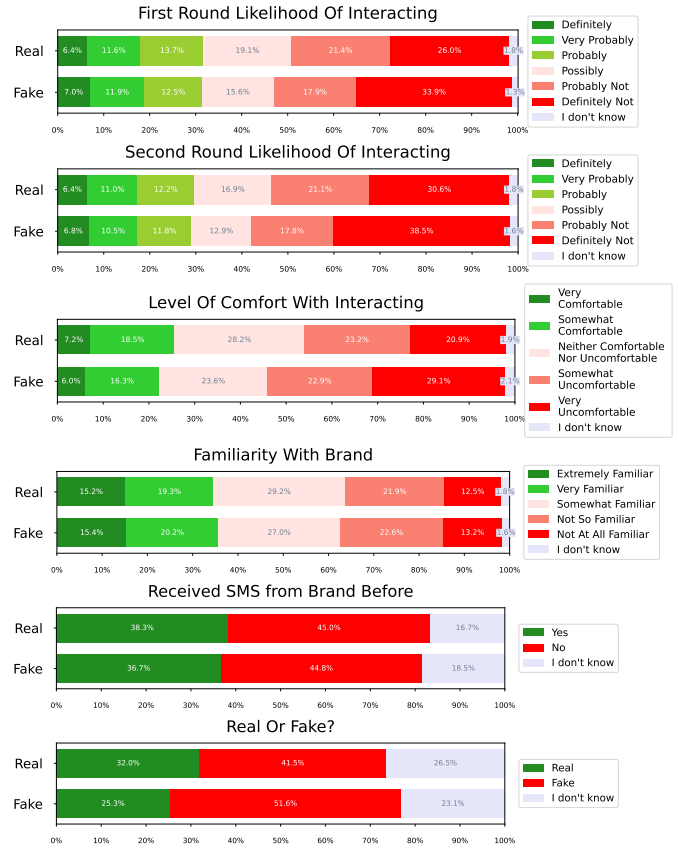 First Round Likelihood Of Interacting
Real
6.4% 11.6% 13.7% 19.1% 21.4% 26.0% 1.8%
Fake
7.0% 11.9% 12.5% 15.6% 17.9% 33.9% 1.3%
0% 10% 20% 30% 40% 50% 60% 70% 80% 90% 100%
Definitely
Very Probably
Probably
Possibly
Probably Not
Definitely Not
I don't know
Second Round Likelihood Of Interacting
Real
6.4% 11.0% 12.2% 16.9% 21.1% 30.6% 1.8%
Fake
6.8% 10.5% 11.8% 12.9% 17.8% 38.5% 1.6%
0% 10% 20% 30% 40% 50% 60% 70% 80% 90% 100%
Definitely
Very Probably
Probably
Possibly
Probably Not
Definitely Not
I don't know
Level Of Comfort With Interacting
Real
7.2% 18.5% 28.2% 23.2% 20.9% 1.9%
Fake
6.0% 16.3% 23.6% 22.9% 29.1% 2.1%
0% 10% 20% 30% 40% 50% 60% 70% 80% 90% 100%
Very
Comfortable
Somewhat
Comfortable
Neither Comfortable
Nor Uncomfortable
Somewhat
Uncomfortable
Very
Uncomfortable
I don't know
Familiarity With Brand
Real
15.2% 19.3% 29.2% 21.9% 12.5% 1.8%
Fake
15.4% 20.2% 27.0% 22.6% 13.2% 1.6%
0% 10% 20% 30% 40% 50% 60% 70% 80% 90% 100%
Extremely Familiar
Very Familiar
Somewhat Familiar
Not So Familiar
Not At All Familiar
I don't know
Received SMS from Brand Before
Real
38.3% 45.0% 16.7%
Fake
36.7% 44.8% 18.5%
0% 10% 20% 30% 40% 50% 60% 70% 80% 90% 100%
Yes
No
I don't know
Real Or Fake?
Real
32.0% 41.5% 26.5%
Fake
25.3% 51.6% 23.1%
0% 10% 20% 30% 40% 50% 60% 70% 80% 90% 100%
Real
Fake
I don't know